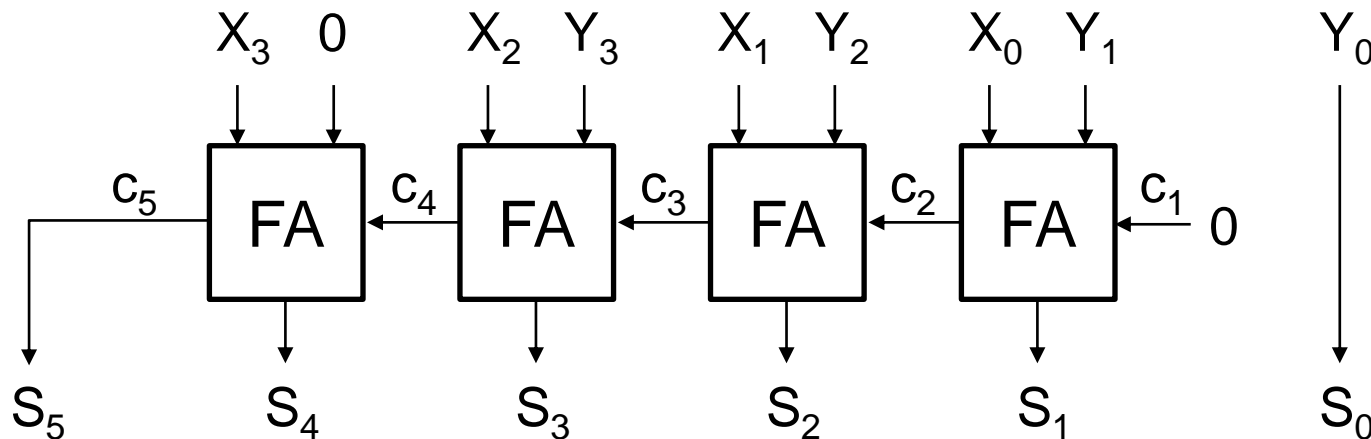 X₃ 0 X₂ Y₃ X₁ Y₂ X₀ Y₁ Y₀
c₅ c₄ c₃ c₂ c₁
FA FA FA FA 0
S₅ S₄ S₃ S₂ S₁ S₀